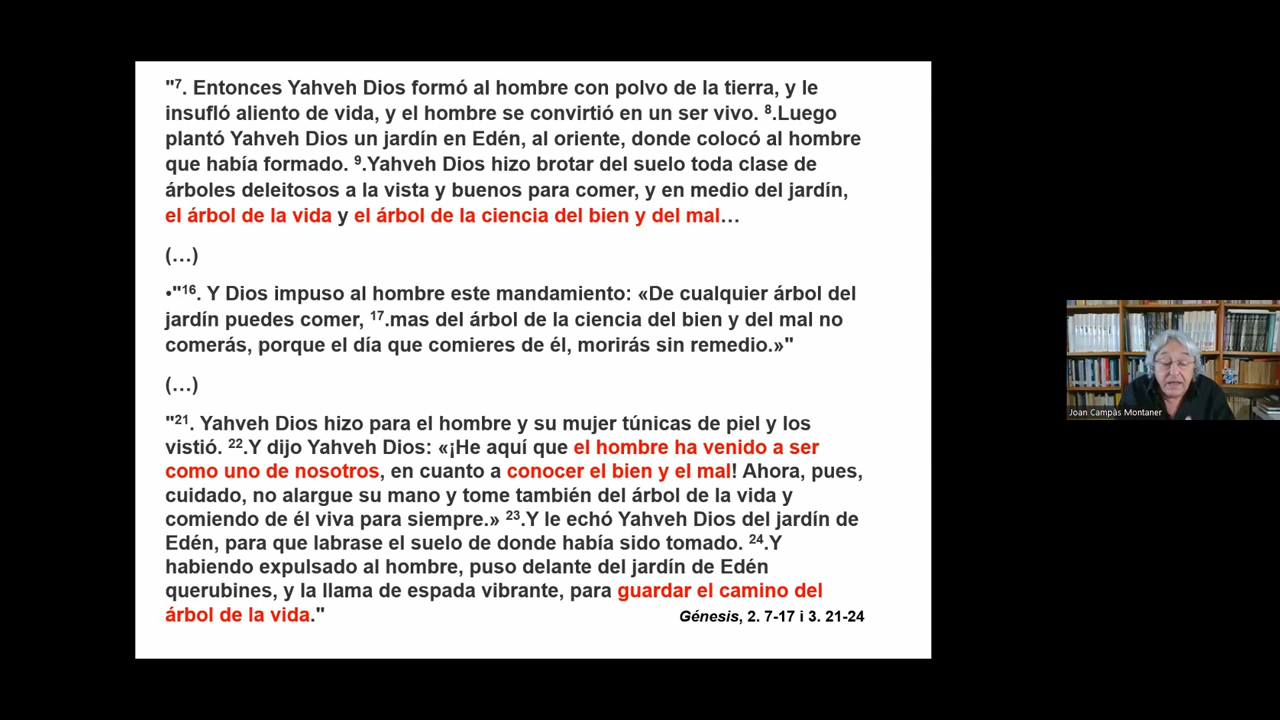 "7. Entonces Yahveh Dios formó al hombre con polvo de la tierra, y le
insufló aliento de vida, y el hombre se convirtió en un ser vivo. 8.Luego
plantó Yahveh Dios un jardín en Edén, al oriente, donde colocó al hombre
que había formado. 9.Yahveh Dios hizo brotar del suelo toda clase de
árboles deleitosos a la vista y buenos para comer, y en medio del jardín,
el árbol de la vida y el árbol de la ciencia del bien y del mal…
(…)
•"16. Y Dios impuso al hombre este mandamiento: «De cualquier árbol del
jardín puedes comer, 17.mas del árbol de la ciencia del bien y del mal no
comerás, porque el día que comieres de él, morirás sin remedio.»"
(…)
"21. Yahveh Dios hizo para el hombre y su mujer túnicas de piel y los
vistió. 22.Y dijo Yahveh Dios: «¡He aquí que el hombre ha venido a ser
como uno de nosotros, en cuanto a conocer el bien y el mal! Ahora, pues,
cuidado, no alargue su mano y tome también del árbol de la vida y
comiendo de él viva para siempre.» 23.Y le echó Yahveh Dios del jardín de
Edén, para que labrase el suelo de donde había sido tomado. 24.Y
habiendo expulsado al hombre, puso delante del jardín de Edén
querubines, y la llama de espada vibrante, para guardar el camino del
árbol de la vida."
Génesis, 2. 7-17 i 3. 21-24
Joan Campàs Montaner